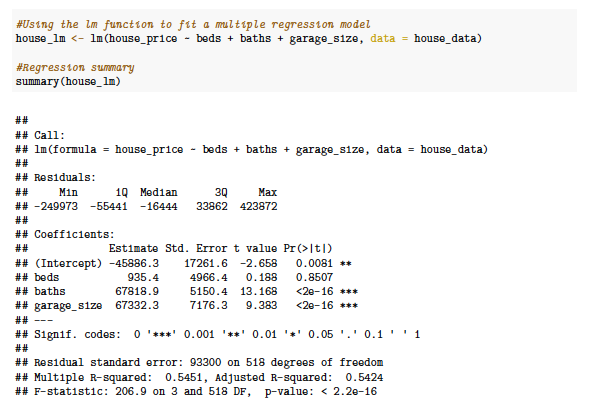 #Using the lm function to fit a multiple regression model
house_lm <- lm(house_price ~ beds + baths + garage_size, data = house_data)
#Regression summary
summary(house_lm)
##
## Call:
## lm(formula = house_price ~ beds + baths + garage_size, data = house_data)
##
## Residuals:
##     Min      1Q  Median      3Q     Max
## -249973  -55441  -16444   33862  423872
##
## Coefficients:
##             Estimate Std. Error t value Pr(>|t|)
## (Intercept) -45886.3    17261.6  -2.658   0.0081 **
## beds           935.4     4966.4   0.188   0.8507
## baths        67818.9     5150.4  13.168   <2e-16 ***
## garage_size  67332.3     7176.3   9.383   <2e-16 ***
## ---
## Signif. codes:  0 '***' 0.001 '**' 0.01 '*' 0.05 '.' 0.1 ' ' 1
##
## Residual standard error: 93300 on 518 degrees of freedom
## Multiple R-squared:  0.5451, Adjusted R-squared:  0.5424
## F-statistic: 206.9 on 3 and 518 DF,  p-value: < 2.2e-16